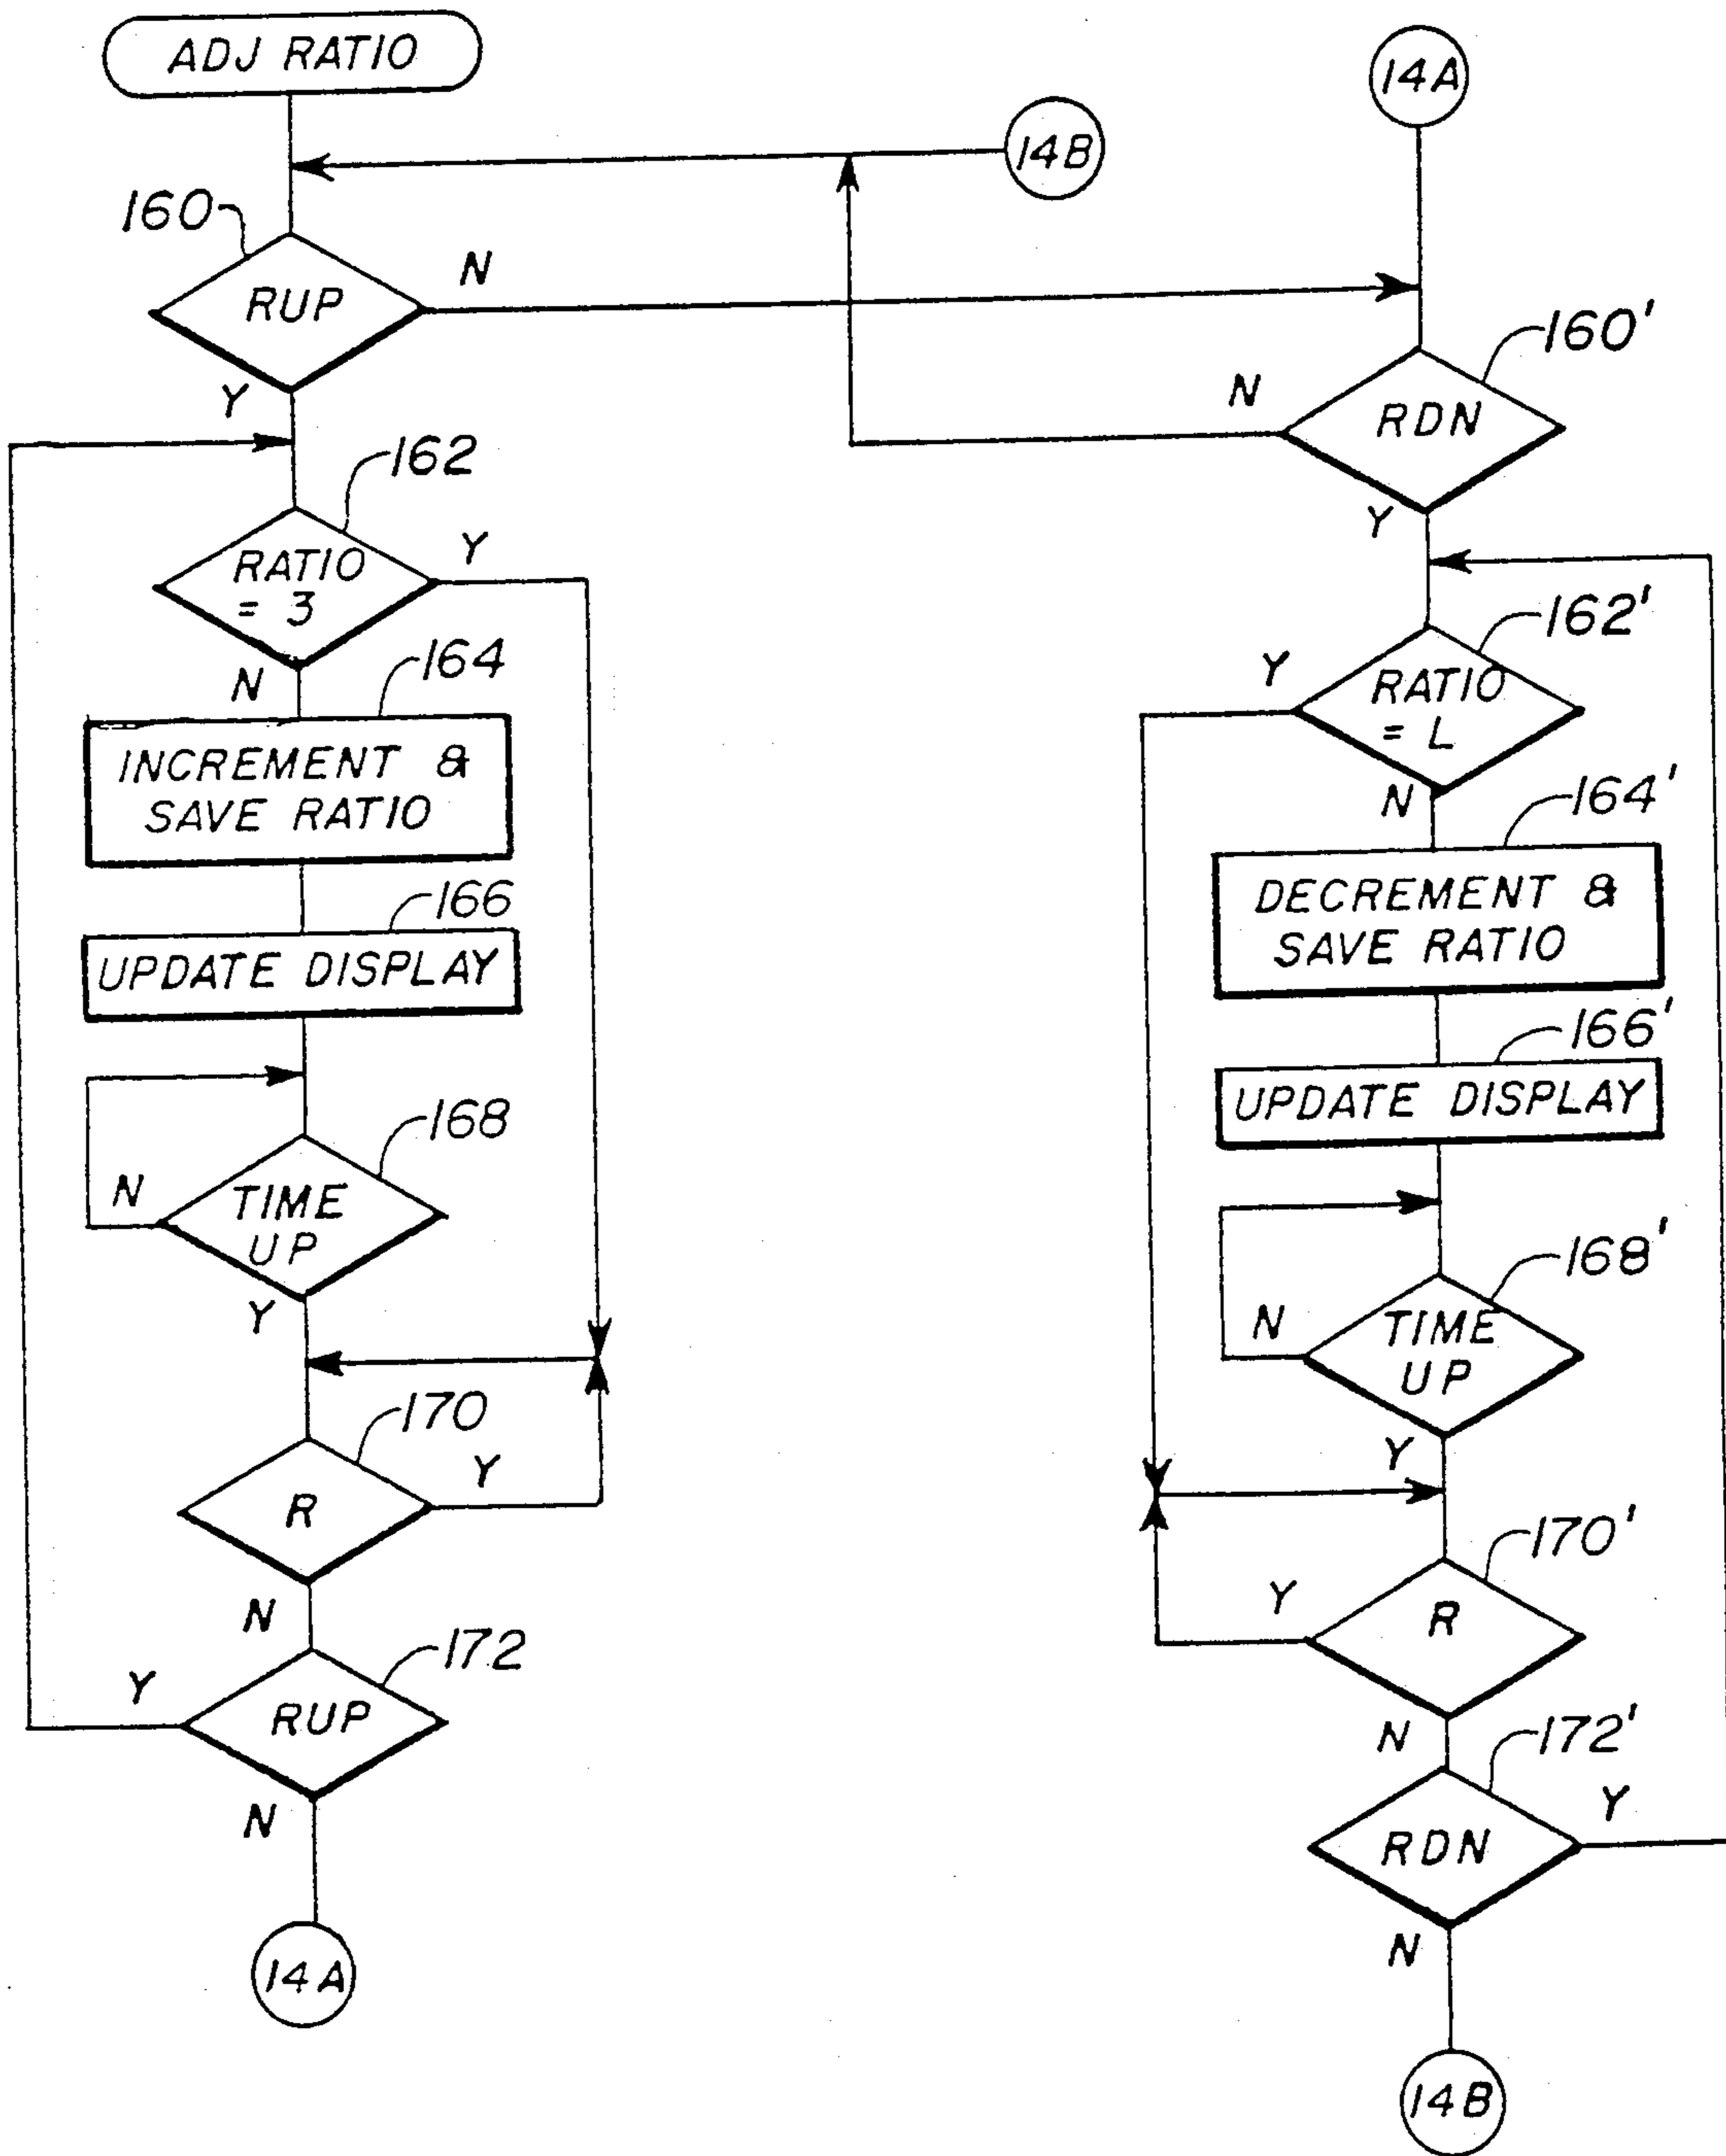 ADJ RATIO
14B
160
RUP
N
Y
162
RATIO
= 3
Y
N
164
INCREMENT &
SAVE RATIO
166
UPDATE DISPLAY
168
TIME
UP
N
Y
170
R
Y
N
172
RUP
Y
N
14A
14A
160'
RDN
N
Y
162'
RATIO
= L
Y
N
164'
DECREMENT &
SAVE RATIO
166'
UPDATE DISPLAY
168'
TIME
UP
N
Y
170'
R
Y
N
172'
RDN
Y
N
14B